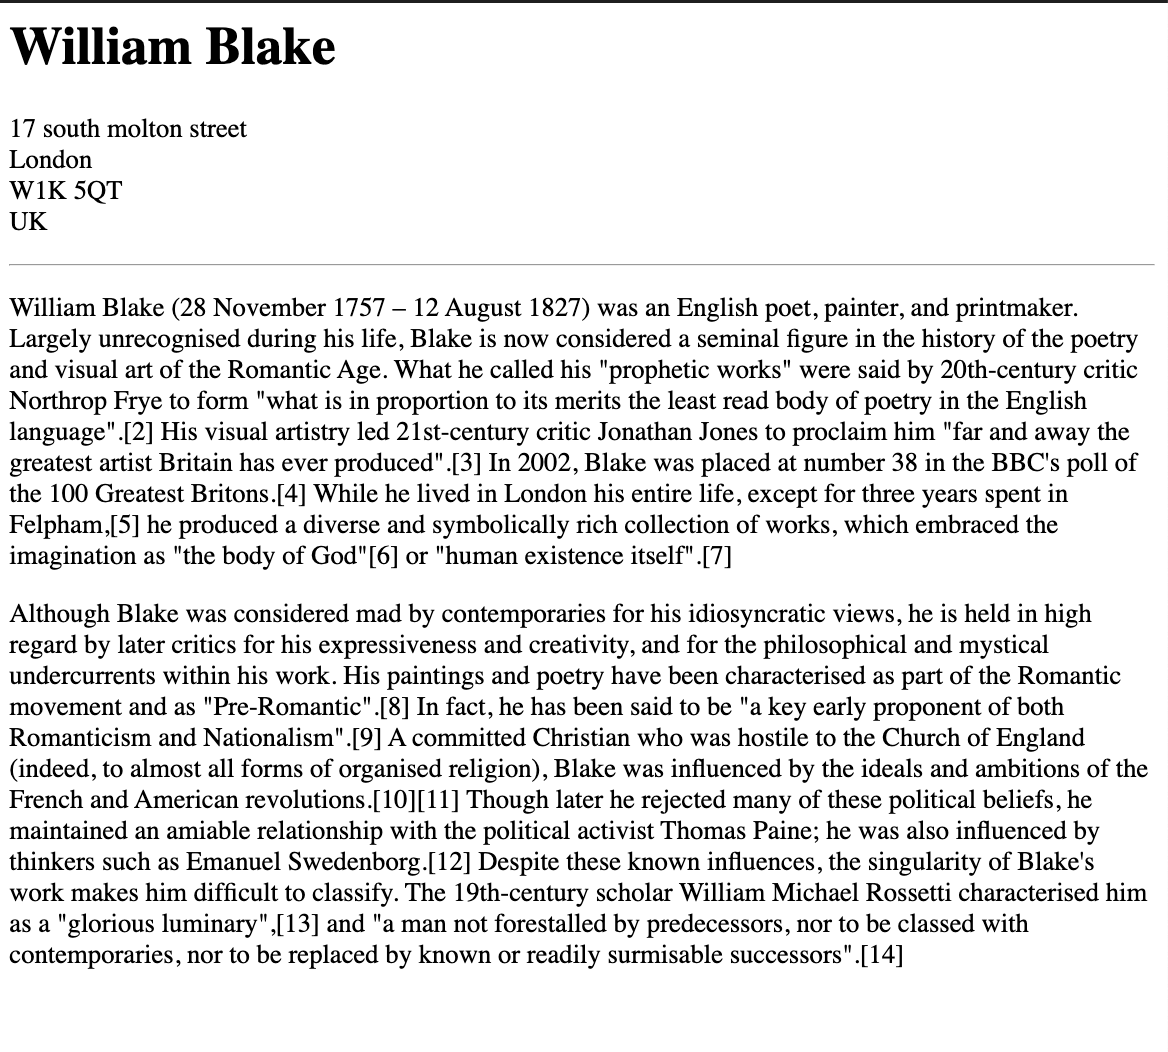 William Blake
17 south molton street
London
W1K 5QT
UK
William Blake (28 November 1757 – 12 August 1827) was an English poet, painter, and printmaker.
Largely unrecognised during his life, Blake is now considered a seminal figure in the history of the poetry
and visual art of the Romantic Age. What he called his "prophetic works" were said by 20th-century critic
Northrop Frye to form "what is in proportion to its merits the least read body of poetry in the English
language".[2] His visual artistry led 21st-century critic Jonathan Jones to proclaim him "far and away the
greatest artist Britain has ever produced".[3] In 2002, Blake was placed at number 38 in the BBC's poll of
the 100 Greatest Britons.[4] While he lived in London his entire life, except for three years spent in
Felpham,[5] he produced a diverse and symbolically rich collection of works, which embraced the
imagination as "the body of God"[6] or "human existence itself".[7]
Although Blake was considered mad by contemporaries for his idiosyncratic views, he is held in high
regard by later critics for his expressiveness and creativity, and for the philosophical and mystical
undercurrents within his work. His paintings and poetry have been characterised as part of the Romantic
movement and as "Pre-Romantic".[8] In fact, he has been said to be "a key early proponent of both
Romanticism and Nationalism".[9] A committed Christian who was hostile to the Church of England
(indeed, to almost all forms of organised religion), Blake was influenced by the ideals and ambitions of the
French and American revolutions.[10][11] Though later he rejected many of these political beliefs, he
maintained an amiable relationship with the political activist Thomas Paine; he was also influenced by
thinkers such as Emanuel Swedenborg.[12] Despite these known influences, the singularity of Blake's
work makes him difficult to classify. The 19th-century scholar William Michael Rossetti characterised him
as a "glorious luminary",[13] and "a man not forestalled by predecessors, nor to be classed with
contemporaries, nor to be replaced by known or readily surmisable successors".[14]